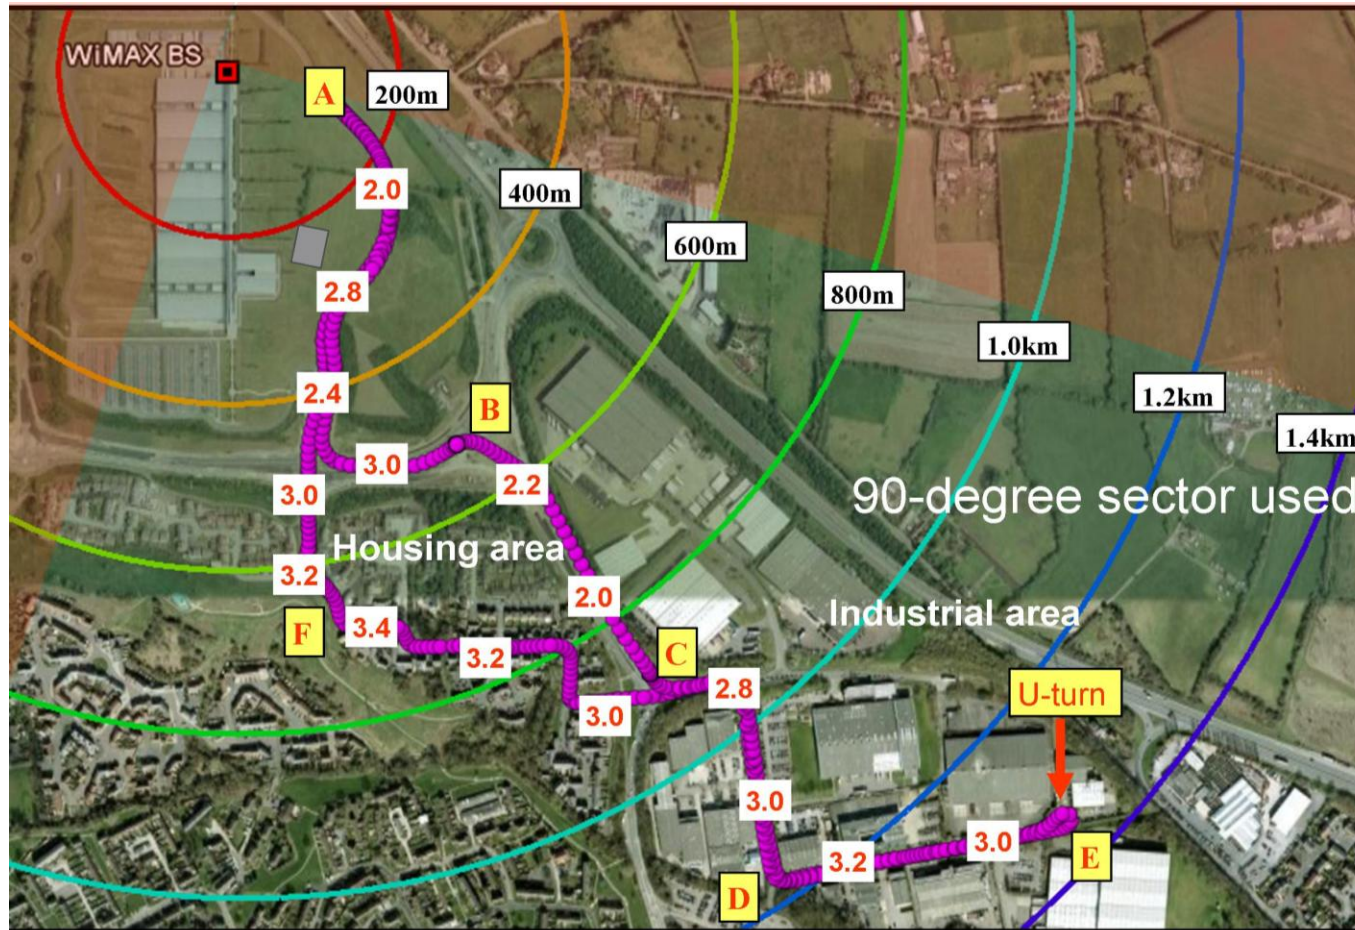 WiMAX BS
A
200m
2.0
400m
600m
2.8
800m
1.0km
2.4
1.2km
B
1.4km
3.0
2.2
3.0
90-degree sector used
Housing area
3.2
2.0
Industrial area
F
3.4
3.2
C
2.8
U-turn
3.0
3.0
3.0
E
3.2
D